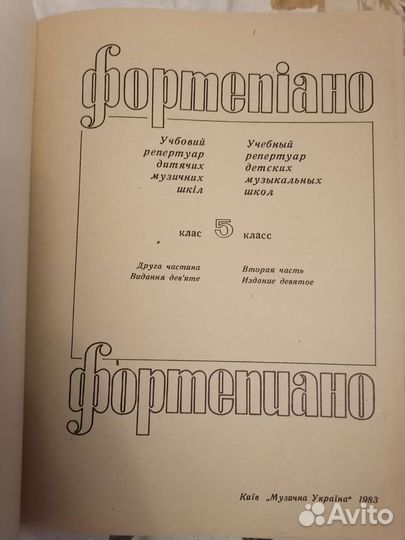 фортепіано
Учбовий
репертуар
дитячих
музичних
шкіл
Учебный
репертуар
детских
музыкальных
школ
клас 5 класс
Друга частина
Видання дев'яте
Вторая часть
Издание девятое
фортепиано
Київ „Музична Україна" 1983
Avito